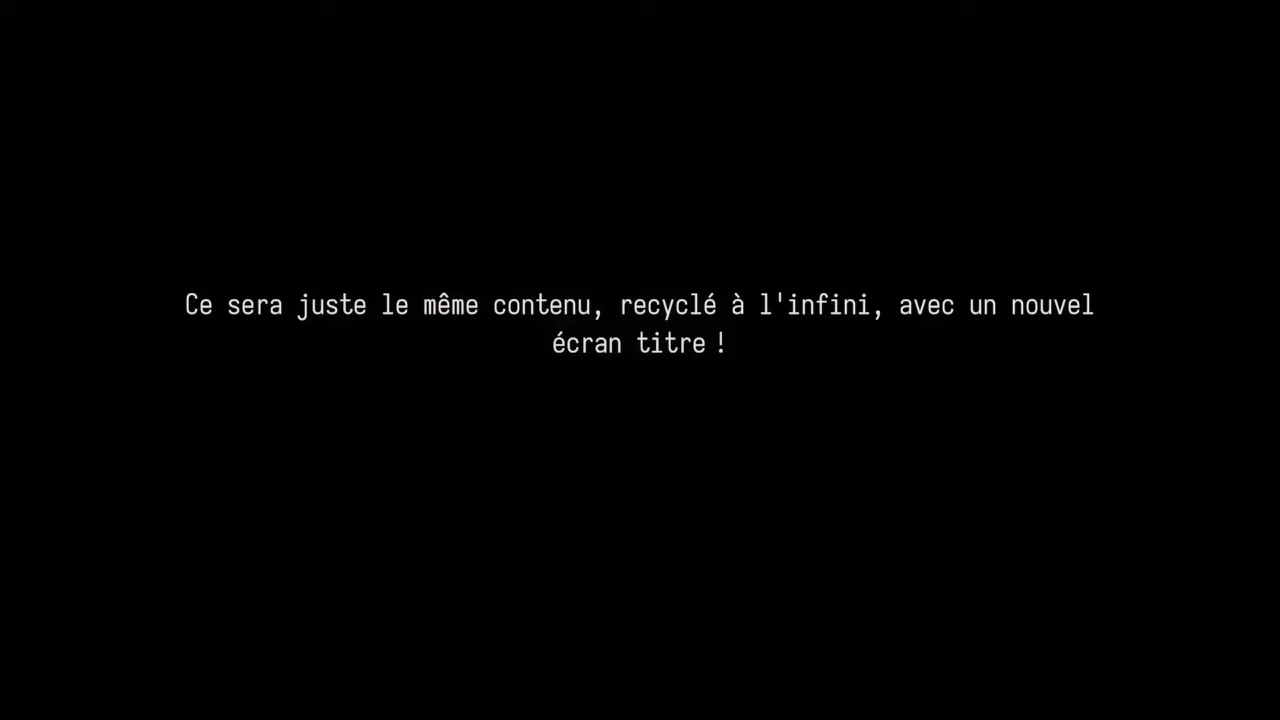 Ce sera juste le même contenu, recyclé à l'infini, avec un nouvel
écran titre !